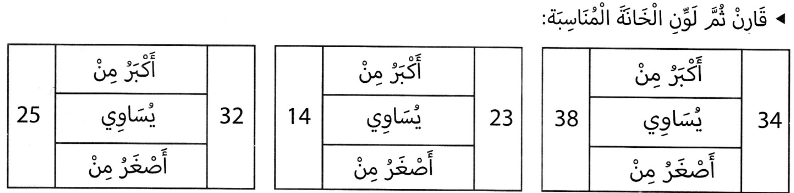 ◂ قَارِنْ ثُمَّ لَوِّنِ الْخَانَةَ الْمُنَاسِبَة:
34 أَكْبَرُ مِنْ يُسَاوِي أَصْغَرُ مِنْ 38
23 أَكْبَرُ مِنْ يُسَاوِي أَصْغَرُ مِنْ 14
32 أَكْبَرُ مِنْ يُسَاوِي أَصْغَرُ مِنْ 25